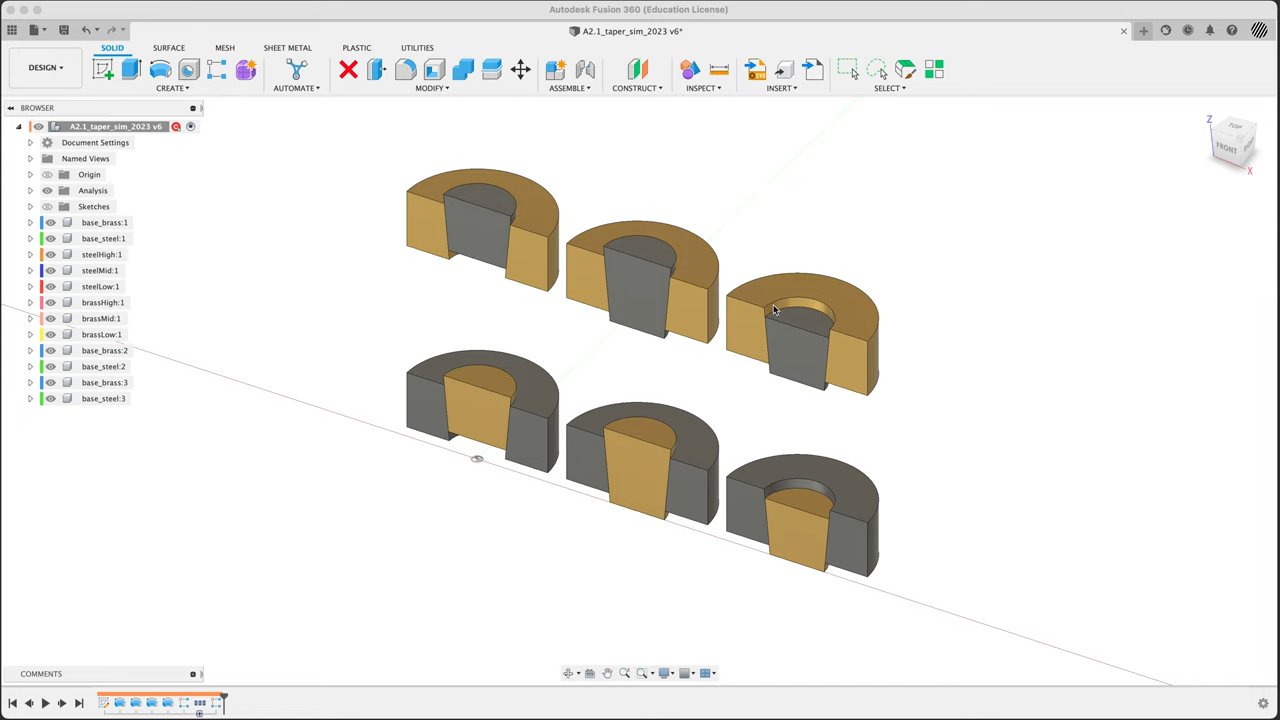 Autodesk Fusion 360 (Education License)
A2.1_taper_sim_2023 v6*
SOLID SURFACE MESH SHEET METAL PLASTIC UTILITIES
DESIGN
CREATE AUTOMATE MODIFY ASSEMBLE CONSTRUCT INSPECT INSERT SELECT
BROWSER
A2.1_taper_sim_2023 v6
Document Settings
Named Views
Origin
Analysis
Sketches
base_brass:1
base_steel:1
steelHigh:1
steelMid:1
steelLow:1
brassHigh:1
brassMid:1
brassLow:1
base_brass:2
base_steel:2
base_brass:3
base_steel:3
Z
TOP
FRONT
X
COMMENTS